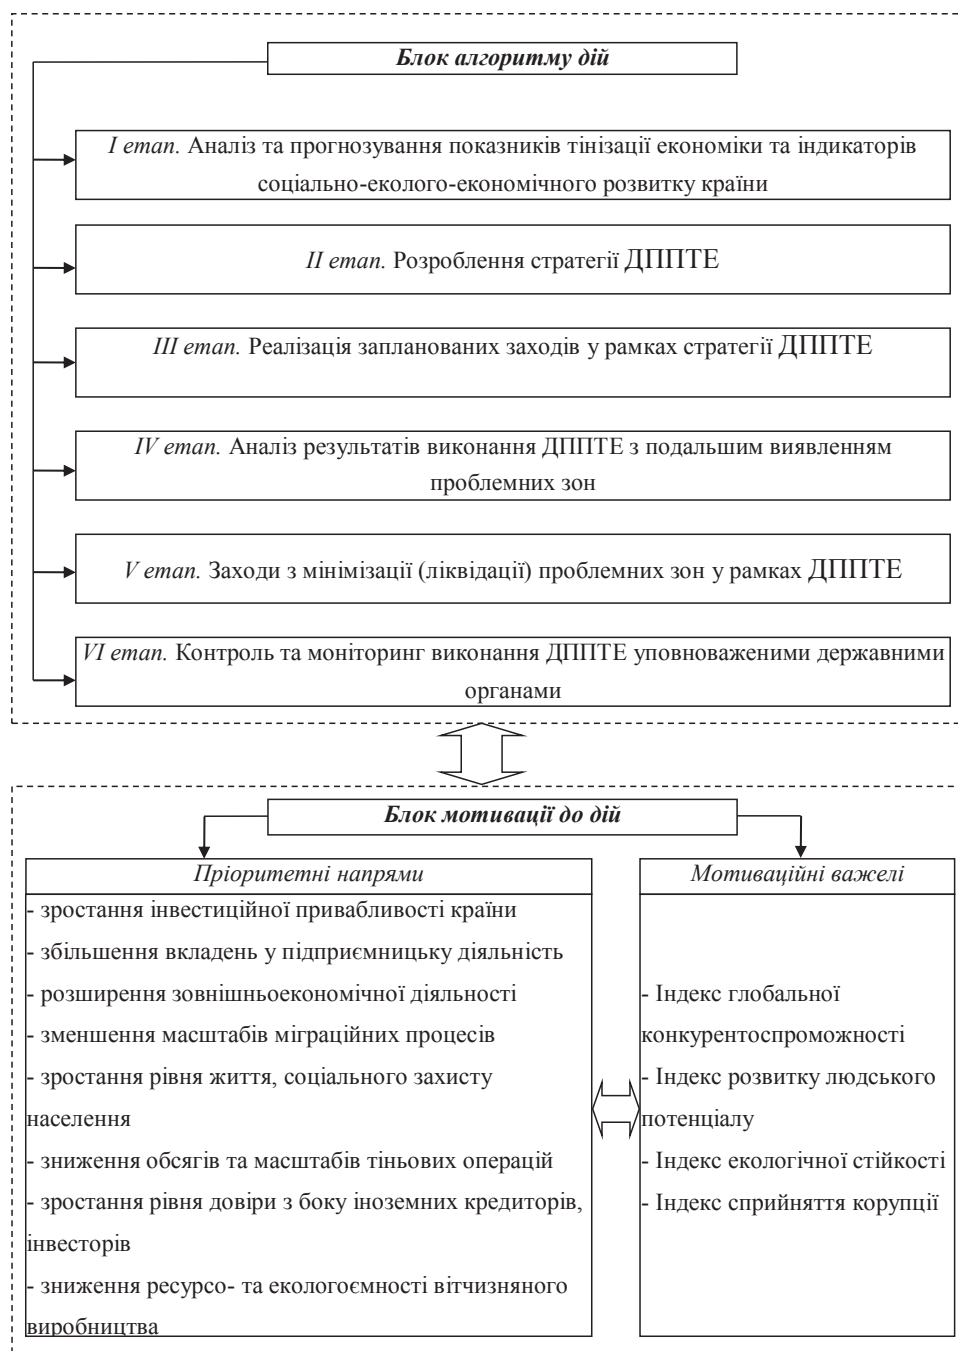 Блок алгоритму дій
І етап. Аналіз та прогнозування показників тінізації економіки та індикаторів
соціально-еколого-економічного розвитку країни
ІІ етап. Розроблення стратегії ДППТЕ
ІІІ етап. Реалізація запланованих заходів у рамках стратегії ДППТЕ
IV етап. Аналіз результатів виконання ДППТЕ з подальшим виявленням
проблемних зон
V етап. Заходи з мінімізації (ліквідації) проблемних зон у рамках ДППТЕ
VI етап. Контроль та моніторинг виконання ДППТЕ уповноваженими державними
органами
Блок мотивації до дій
Пріоритетні напрями
- зростання інвестиційної привабливості країни
- збільшення вкладень у підприємницьку діяльність
- розширення зовнішньоекономічної діяльності
- зменшення масштабів міграційних процесів
- зростання рівня життя, соціального захисту
населення
- зниження обсягів та масштабів тіньових операцій
- зростання рівня довіри з боку іноземних кредиторів,
інвесторів
- зниження ресурсо- та екологоємності вітчизняного
виробництва
Мотиваційні важелі
- Індекс глобальної
конкурентоспроможності
- Індекс розвитку людського
потенціалу
- Індекс екологічної стійкості
- Індекс сприйняття корупції